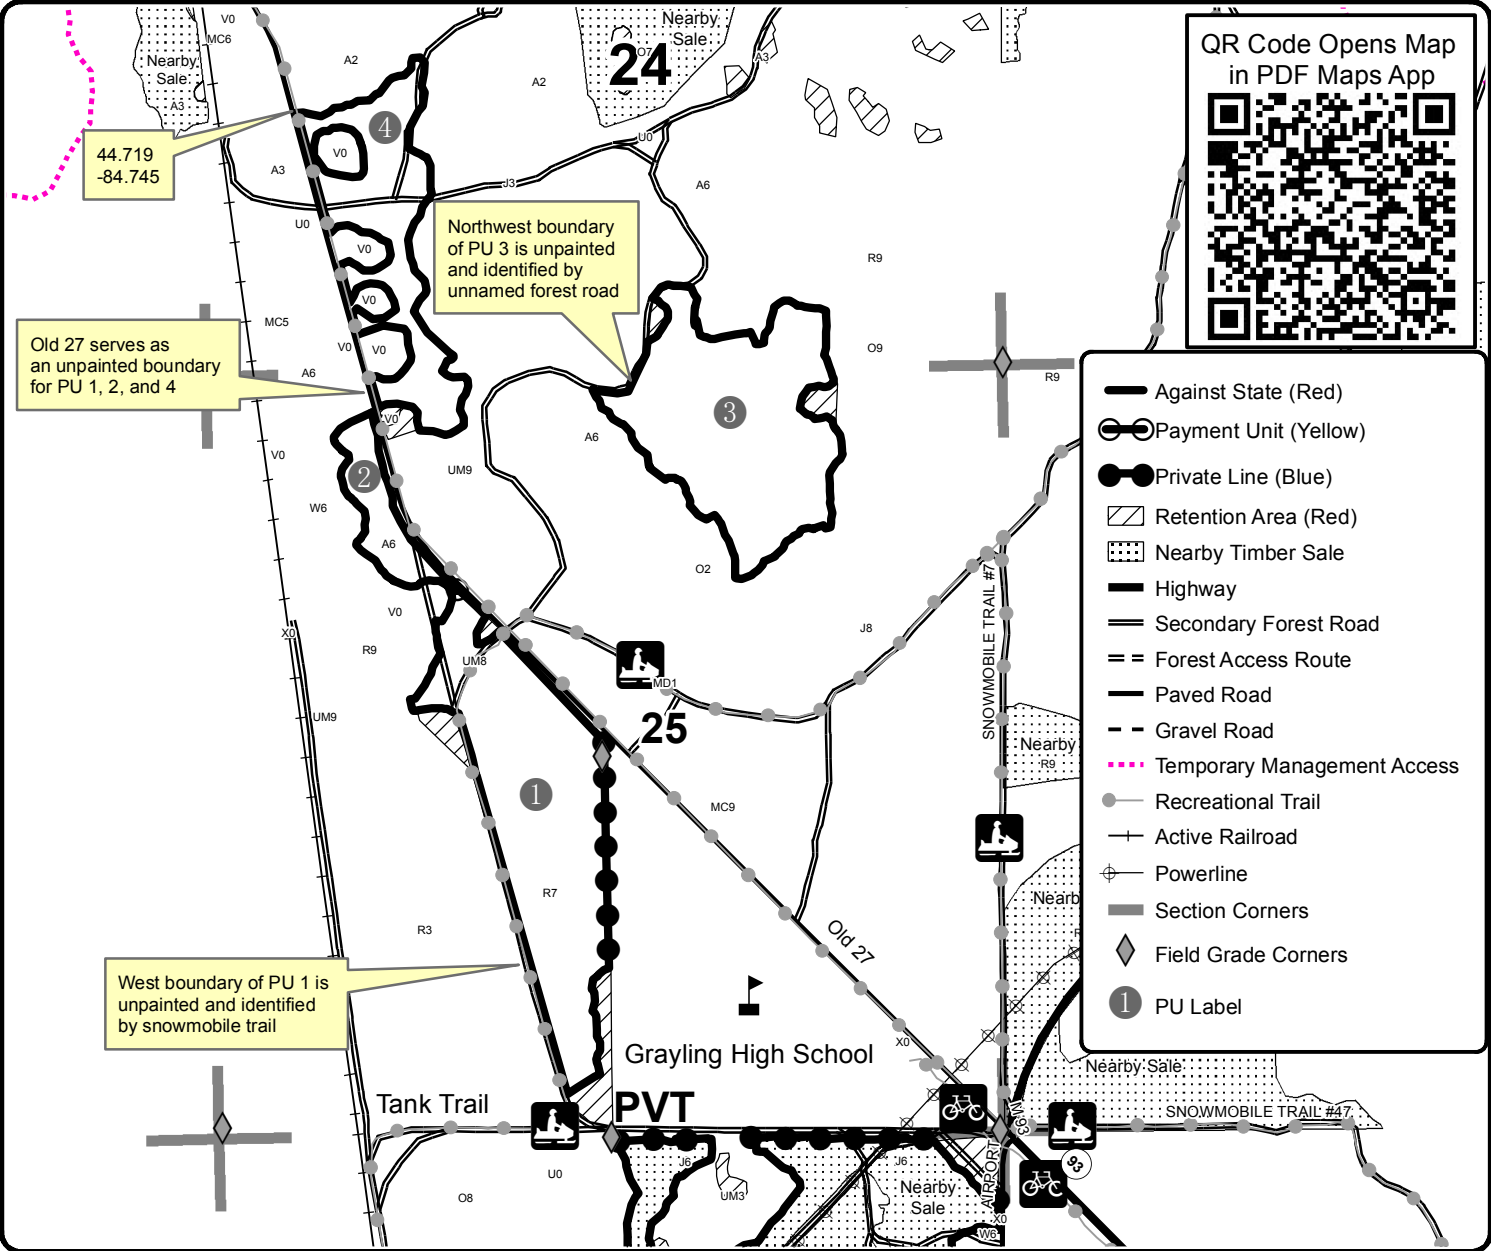 V0
MC6
Nearby
Sale
A3
A2
A2
Nearby
Sale
O7
24
A3
U0
4
V0
44.719
-84.745
A3
J3
A6
U0
V0
Northwest boundary
of PU 3 is unpainted
and identified by
unnamed forest road
R9
V0
MC5
V0
V0
O9
R9
Old 27 serves as
an unpainted boundary
for PU 1, 2, and 4
A6
V0
3
A6
V0
UM9
2
W6
A6
O2
V0
X0
R9
UM8
J8
MD1
SNOWMOBILE TRAIL #7
UM9
25
Nearby
R9
1
MC9
R7
R3
Old 27
Nearb
R
West boundary of PU 1 is
unpainted and identified
by snowmobile trail
Grayling High School
X0
Nearby Sale
Tank Trail
PVT
M-93
SNOWMOBILE TRAIL #47
AIRPORT
93
J6
J6
U0
O8
UM3
Nearby
Sale
X0
W6
QR Code Opens Map
in PDF Maps App
Against State (Red)
Payment Unit (Yellow)
Private Line (Blue)
Retention Area (Red)
Nearby Timber Sale
Highway
Secondary Forest Road
Forest Access Route
Paved Road
Gravel Road
Temporary Management Access
Recreational Trail
Active Railroad
Powerline
Section Corners
Field Grade Corners
1 PU Label